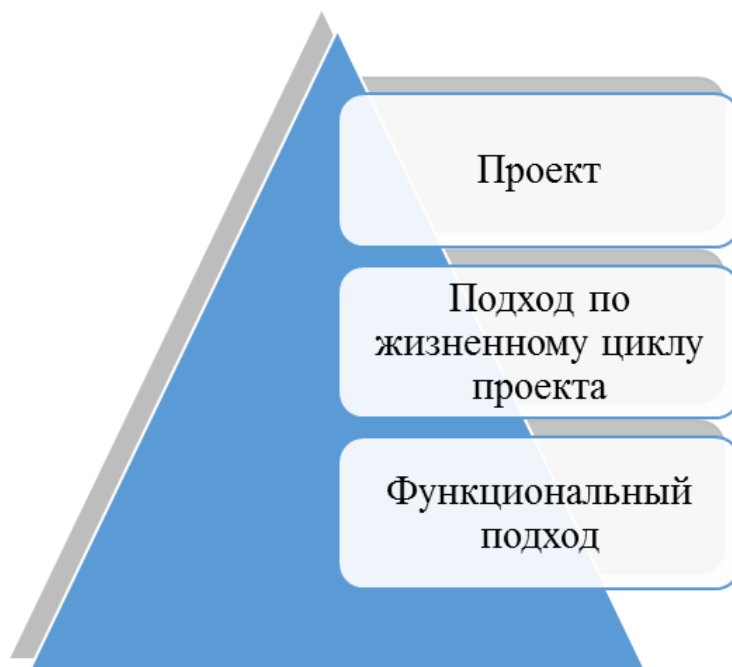 Проект
Подход по
жизненному циклу
проекта
Функциональный
подход